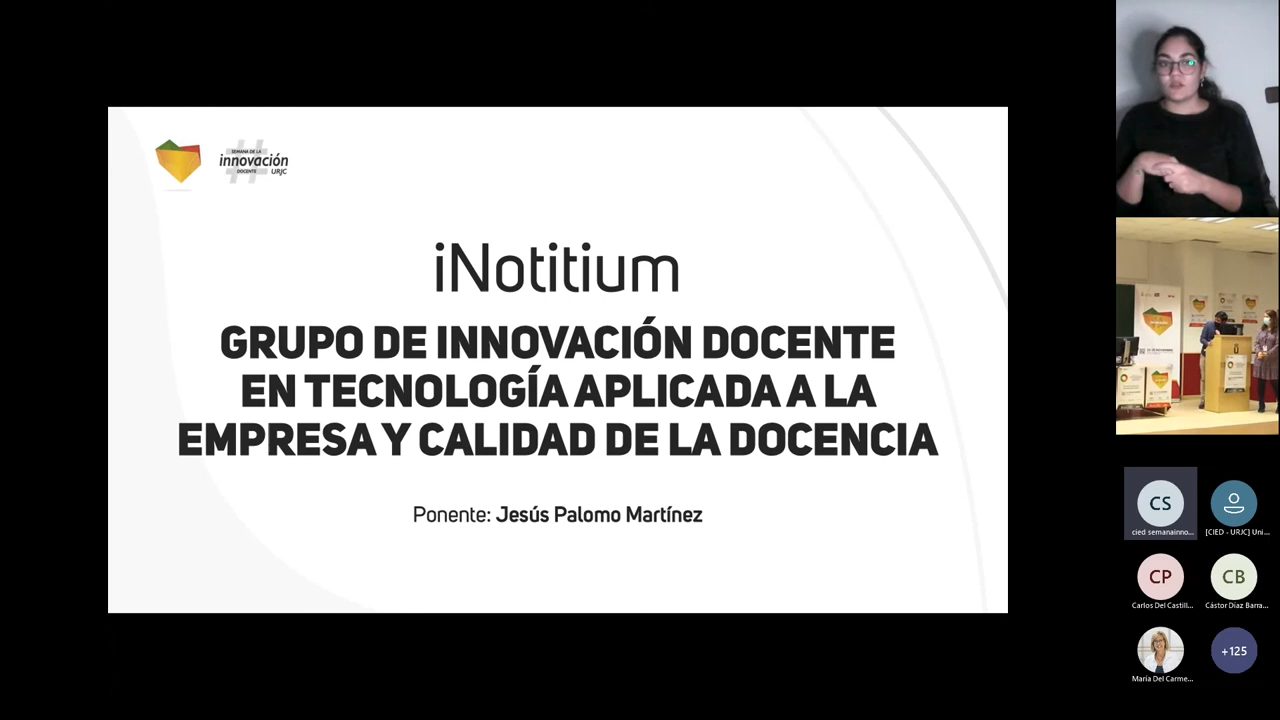 SEMANA DE LA
innovación
DOCENTE
URJC
iNotitium
GRUPO DE INNOVACIÓN DOCENTE
EN TECNOLOGÍA APLICADA A LA
EMPRESA Y CALIDAD DE LA DOCENCIA
Ponente: Jesús Palomo Martínez
CS
cied semanainno...
[CIED - URJC] Uni...
CP
Carlos Del Castill...
CB
Cástor Díaz Barra...
María Del Carme...
+125